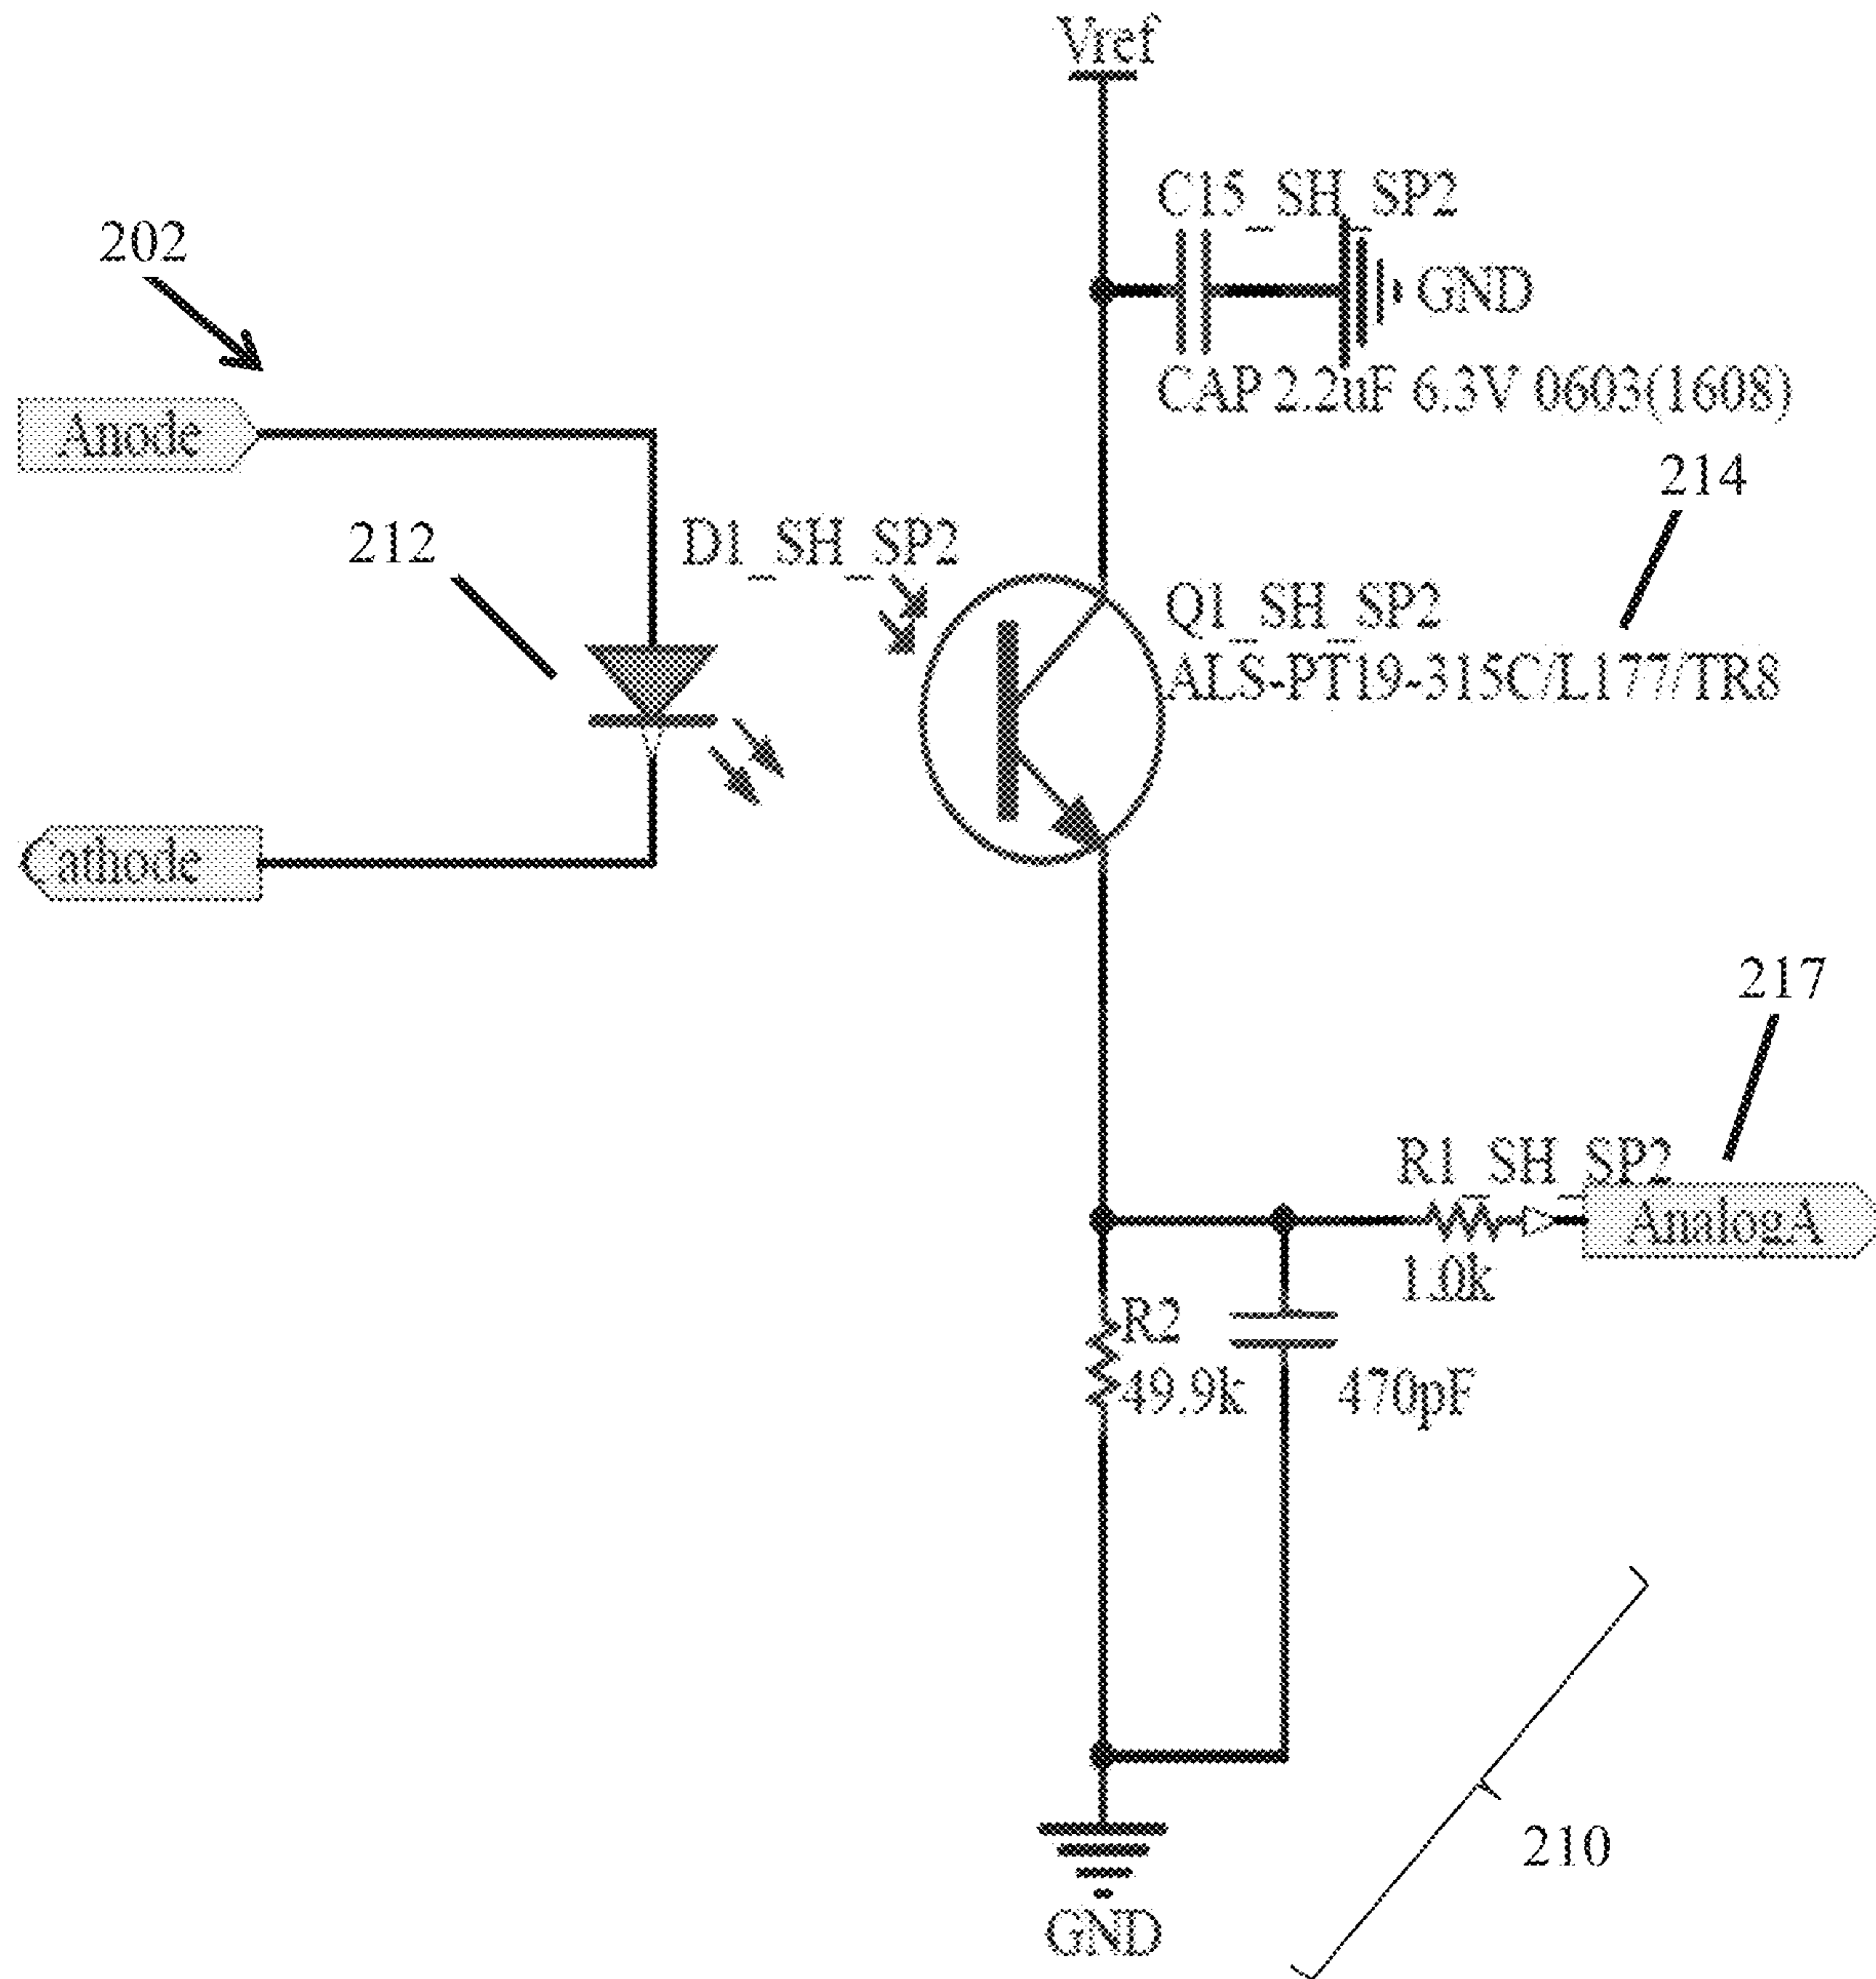 Vref
C15_SH_SP2
GND
CAP 2.2uF 6.3V 0603(1608)
202
Anode
214
212
D1_SH_SP2
Q1_SH_SP2
ALS-PT19-315C/L177/TR8
Cathode
217
R1_SH_SP2
AnalogA
1.0k
R2
49.9k
470pF
210
GND